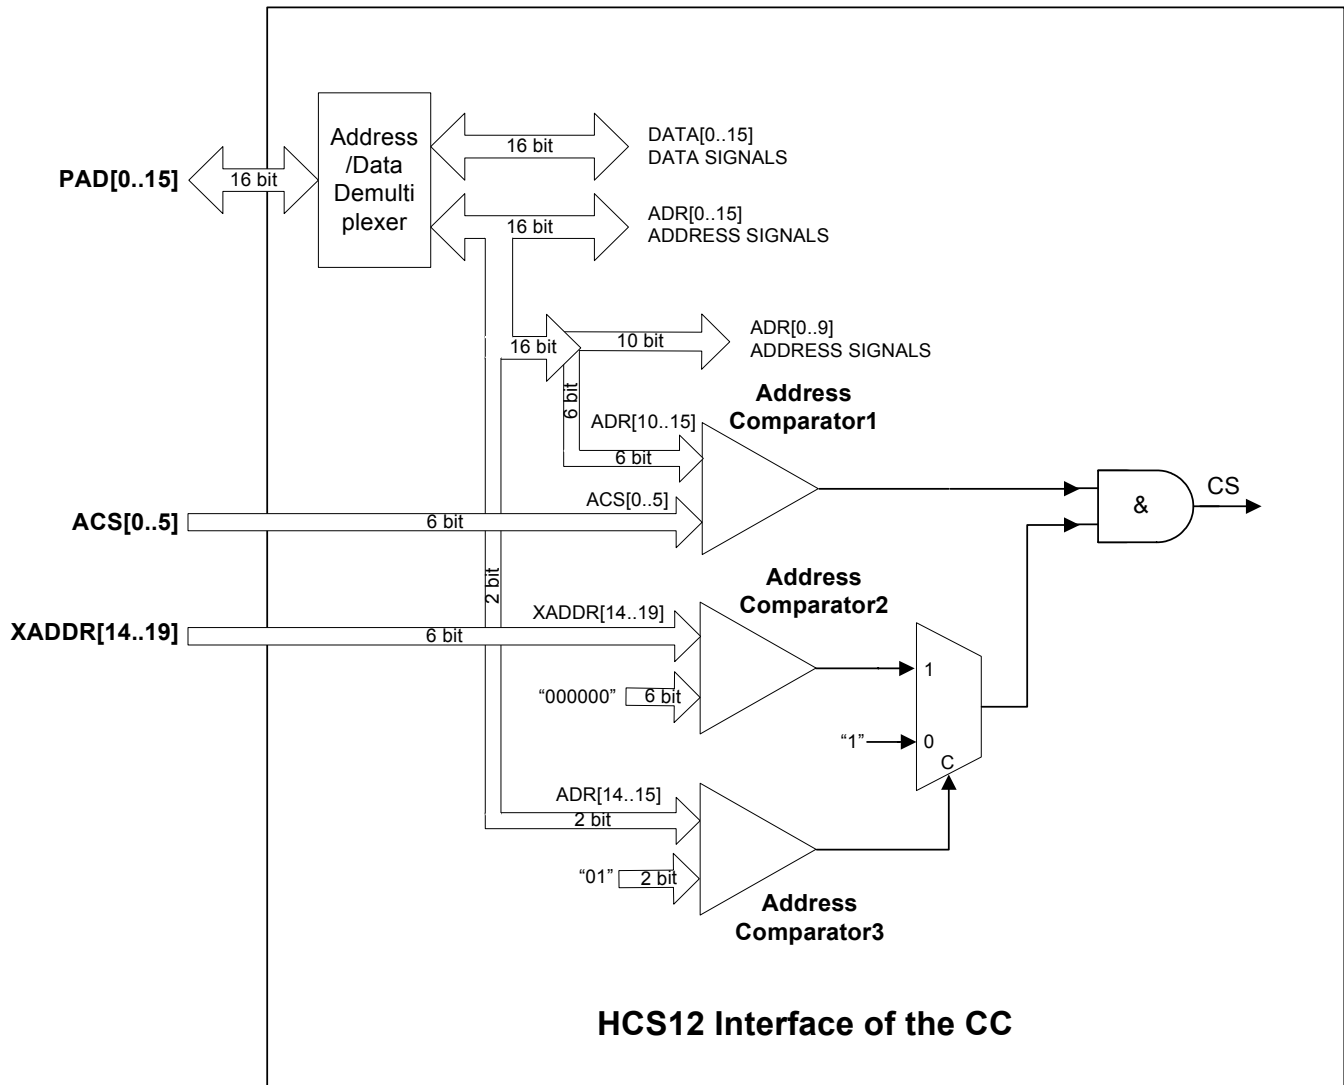 Address
/Data
Demulti
plexer
PAD[0..15]
16 bit
16 bit
DATA[0..15]
DATA SIGNALS
16 bit
ADR[0..15]
ADDRESS SIGNALS
16 bit
10 bit
ADR[0..9]
ADDRESS SIGNALS
6 bit
Address
Comparator1
ADR[10..15]
6 bit
ACS[0..5]
ACS[0..5]
6 bit
&
CS
2 bit
Address
Comparator2
XADDR[14..19]
XADDR[14..19]
6 bit
“000000”
6 bit
1
“1”
0
C
ADR[14..15]
2 bit
“01”
2 bit
Address
Comparator3
HCS12 Interface of the CC